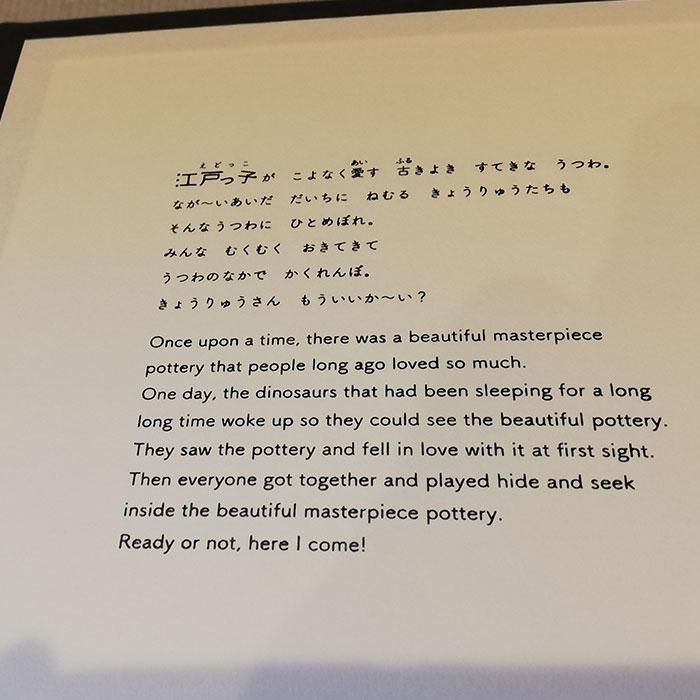 えどっこ あい ふる
江戸っ子が こよなく愛す 古きよき すてきな うつわ。
なが〜いあいだ だいちに ねむる きょうりゅうたちも
そんなうつわに ひとめぼれ。
みんな むくむく おきてきて
うつわのなかで かくれんぼ。
きょうりゅうさん もういいか〜い?
Once upon a time, there was a beautiful masterpiece
pottery that people long ago loved so much.
One day, the dinosaurs that had been sleeping for a long
long time woke up so they could see the beautiful pottery.
They saw the pottery and fell in love with it at first sight.
Then everyone got together and played hide and seek
inside the beautiful masterpiece pottery.
Ready or not, here I come!